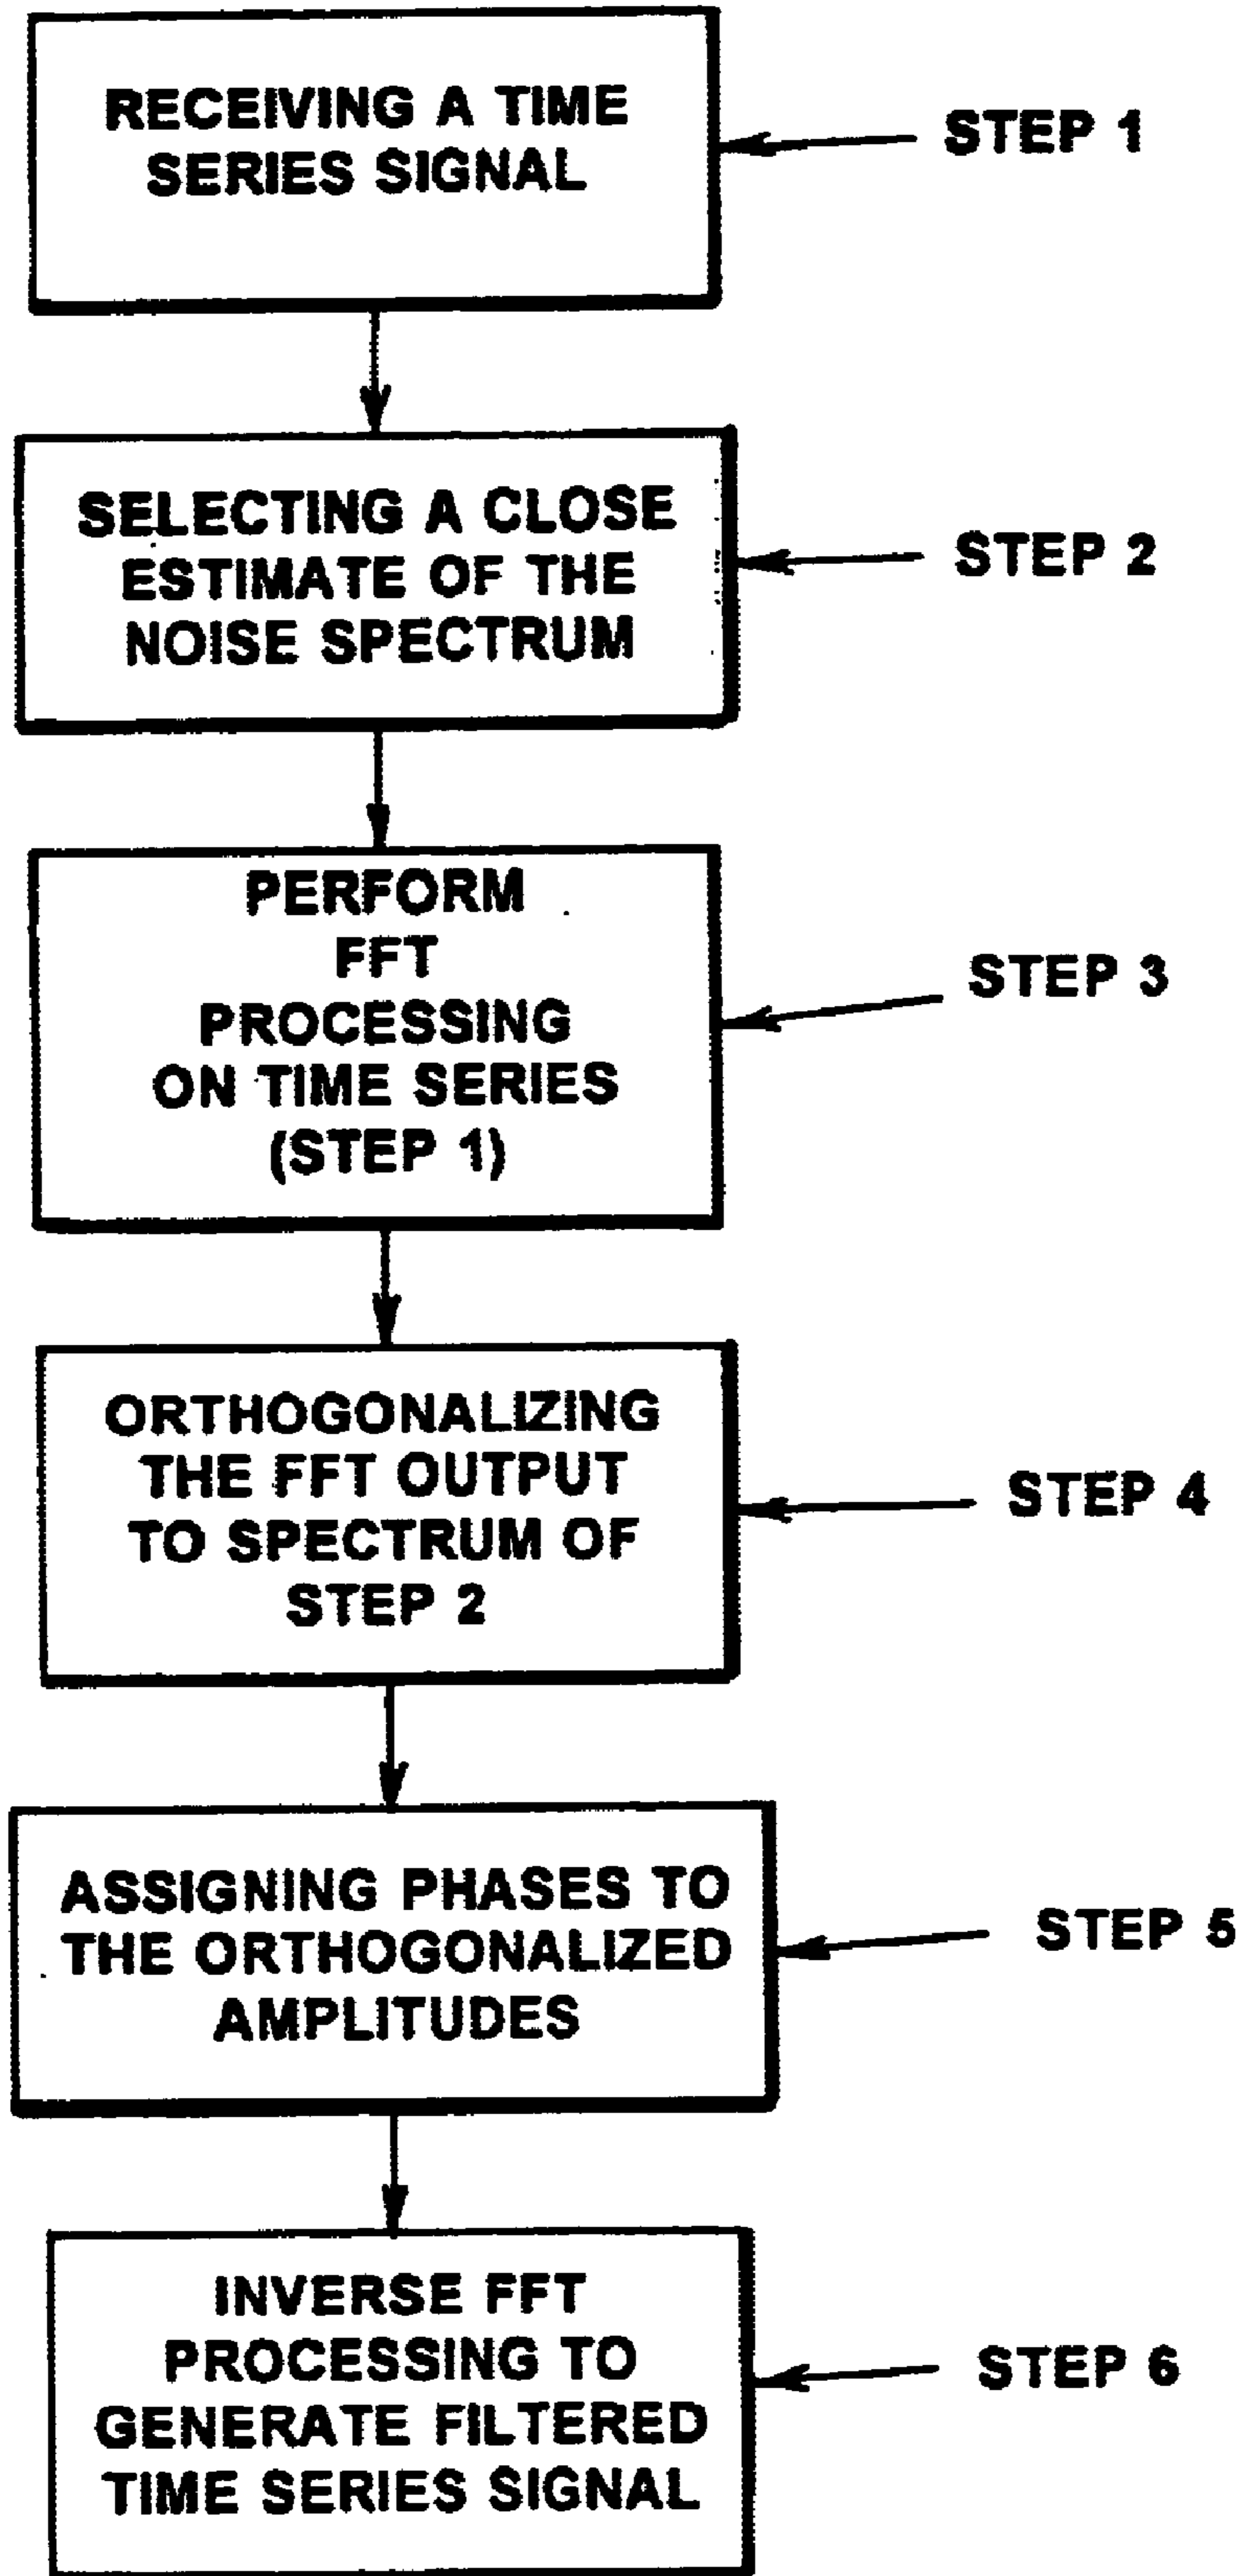 RECEIVING A TIME
SERIES SIGNAL
STEP 1
SELECTING A CLOSE
ESTIMATE OF THE
NOISE SPECTRUM
STEP 2
PERFORM
FFT
PROCESSING
ON TIME SERIES
(STEP 1)
STEP 3
ORTHOGONALIZING
THE FFT OUTPUT
TO SPECTRUM OF
STEP 2
STEP 4
ASSIGNING PHASES TO
THE ORTHOGONALIZED
AMPLITUDES
STEP 5
INVERSE FFT
PROCESSING TO
GENERATE FILTERED
TIME SERIES SIGNAL
STEP 6